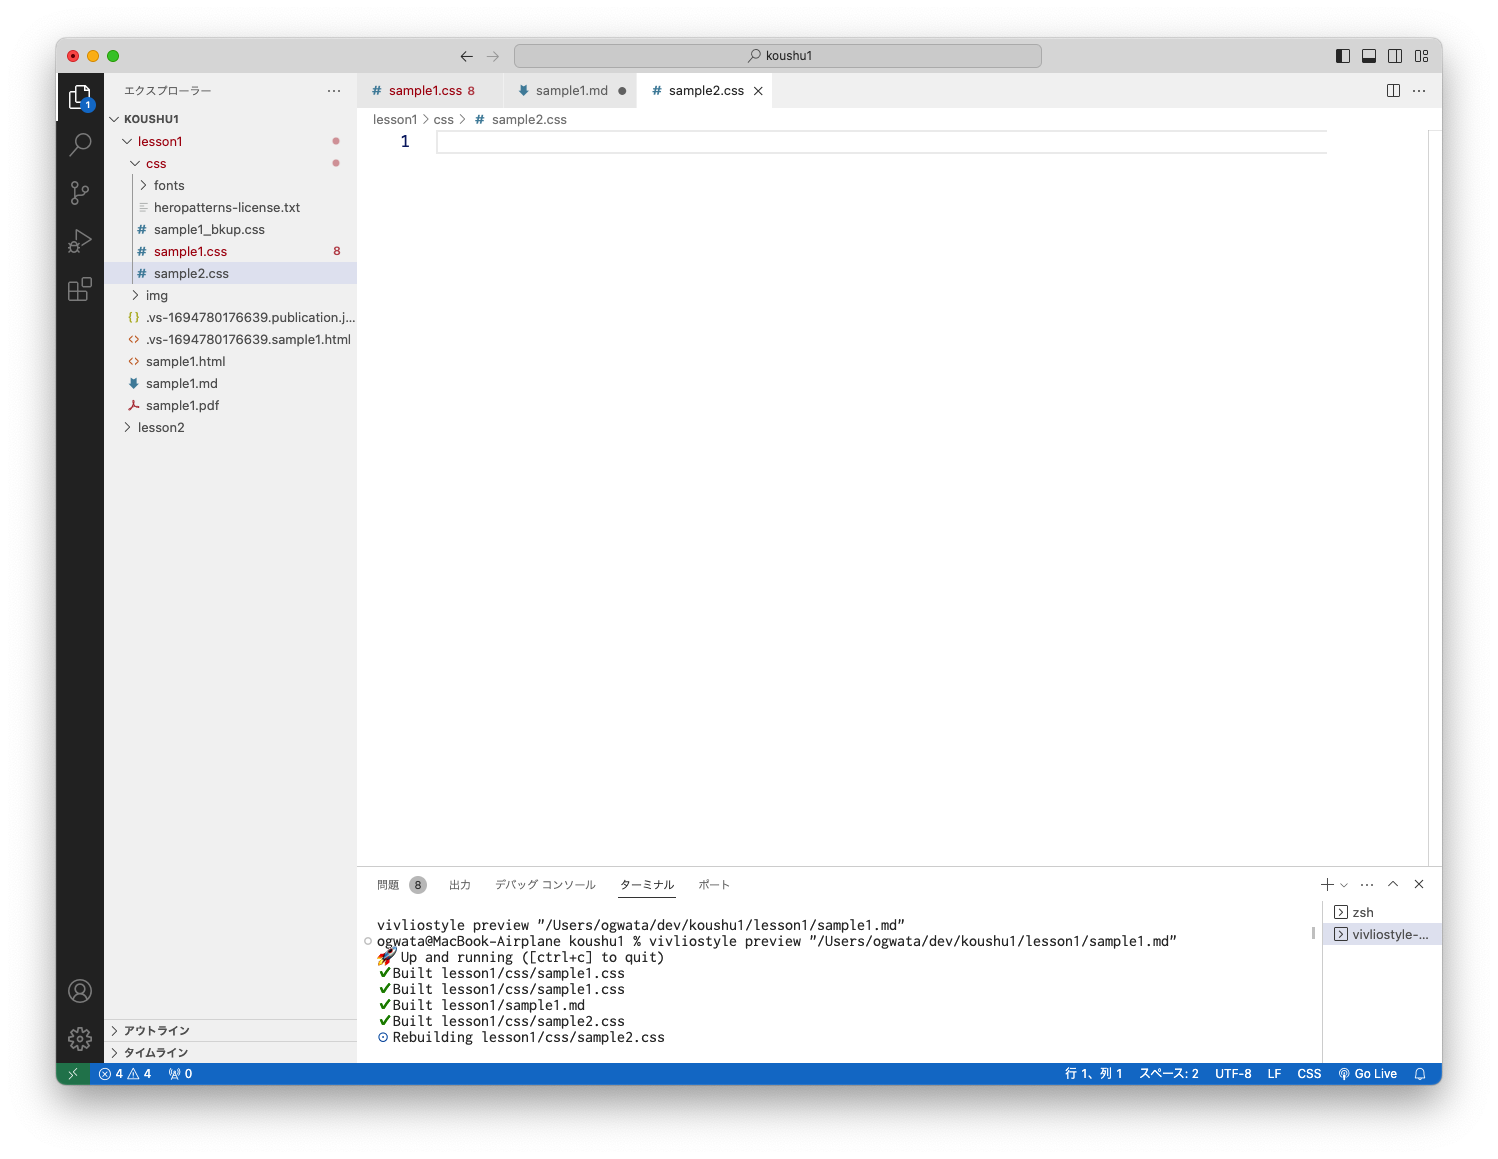 koushu1
1
エクスプローラー
KOUSHU1
lesson1
css
fonts
heropatterns-license.txt
sample1_bkup.css
sample1.css 8
sample2.css
img
.vs-1694780176639.publication.j...
.vs-1694780176639.sample1.html
sample1.html
sample1.md
sample1.pdf
lesson2
アウトライン
タイムライン
sample1.css 8 sample1.md sample2.css
lesson1 > css > # sample2.css
1
問題 8 出力 デバッグ コンソール ターミナル ポート
vivliostyle preview "/Users/ogwata/dev/koushu1/lesson1/sample1.md"
ogwata@MacBook-Airplane koushu1 % vivliostyle preview "/Users/ogwata/dev/koushu1/lesson1/sample1.md"
🚀 Up and running ([ctrl+c] to quit)
✔Built lesson1/css/sample1.css
✔Built lesson1/css/sample1.css
✔Built lesson1/sample1.md
✔Built lesson1/css/sample2.css
Rebuilding lesson1/css/sample2.css
zsh
vivliostyle-...
4 4 0 行 1、列 1 スペース: 2 UTF-8 LF CSS Go Live